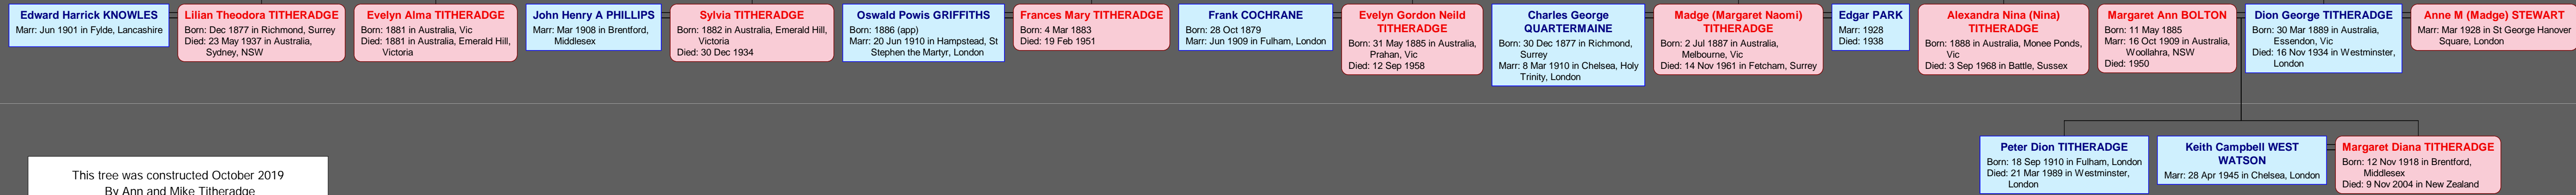 Edward Harrick KNOWLES
Marr: Jun 1901 in Fylde, Lancashire
Lilian Theodora TITHERADGE
Born: Dec 1877 in Richmond, Surrey
Died: 23 May 1937 in Australia,
Sydney, NSW
Evelyn Alma TITHERADGE
Born: 1881 in Australia, Vic
Died: 1881 in Australia, Emerald Hill,
Victoria
John Henry A PHILLIPS
Marr: Mar 1908 in Brentford,
Middlesex
Sylvia TITHERADGE
Born: 1882 in Australia, Emerald Hill,
Victoria
Died: 30 Dec 1934
Oswald Powis GRIFFITHS
Born: 1886 (app)
Marr: 20 Jun 1910 in Hampstead, St
Stephen the Martyr, London
Frances Mary TITHERADGE
Born: 4 Mar 1883
Died: 19 Feb 1951
Frank COCHRANE
Born: 28 Oct 1879
Marr: Jun 1909 in Fulham, London
Evelyn Gordon Neild
TITHERADGE
Born: 31 May 1885 in Australia,
Prahan, Vic
Died: 12 Sep 1958
Charles George
QUARTERMAINE
Born: 30 Dec 1877 in Richmond,
Surrey
Marr: 8 Mar 1910 in Chelsea, Holy
Trinity, London
Madge (Margaret Naomi)
TITHERADGE
Born: 2 Jul 1887 in Australia,
Melbourne, Vic
Died: 14 Nov 1961 in Fetcham, Surrey
Edgar PARK
Marr: 1928
Died: 1938
Alexandra Nina (Nina)
TITHERADGE
Born: 1888 in Australia, Monee Ponds,
Vic
Died: 3 Sep 1968 in Battle, Sussex
Margaret Ann BOLTON
Born: 11 May 1885
Marr: 16 Oct 1909 in Australia,
Woollahra, NSW
Died: 1950
Dion George TITHERADGE
Born: 30 Mar 1889 in Australia,
Essendon, Vic
Died: 16 Nov 1934 in Westminster,
London
Anne M (Madge) STEWART
Marr: Mar 1928 in St George Hanover
Square, London
Peter Dion TITHERADGE
Born: 18 Sep 1910 in Fulham, London
Died: 21 Mar 1989 in Westminster,
London
Keith Campbell WEST
WATSON
Marr: 28 Apr 1945 in Chelsea, London
Margaret Diana TITHERADGE
Born: 12 Nov 1918 in Brentford,
Middlesex
Died: 9 Nov 2004 in New Zealand
This tree was constructed October 2019
By Ann and Mike Titheradge